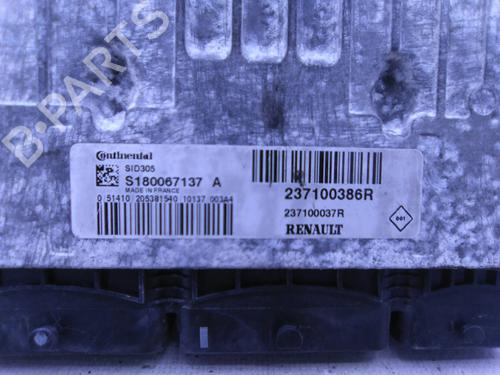 B-PARTS
Continental
SID305
S180067137 A
MADE IN FRANCE
0 51410 205381540 10137 003A4
237100386R
237100037R
RENAULT
001